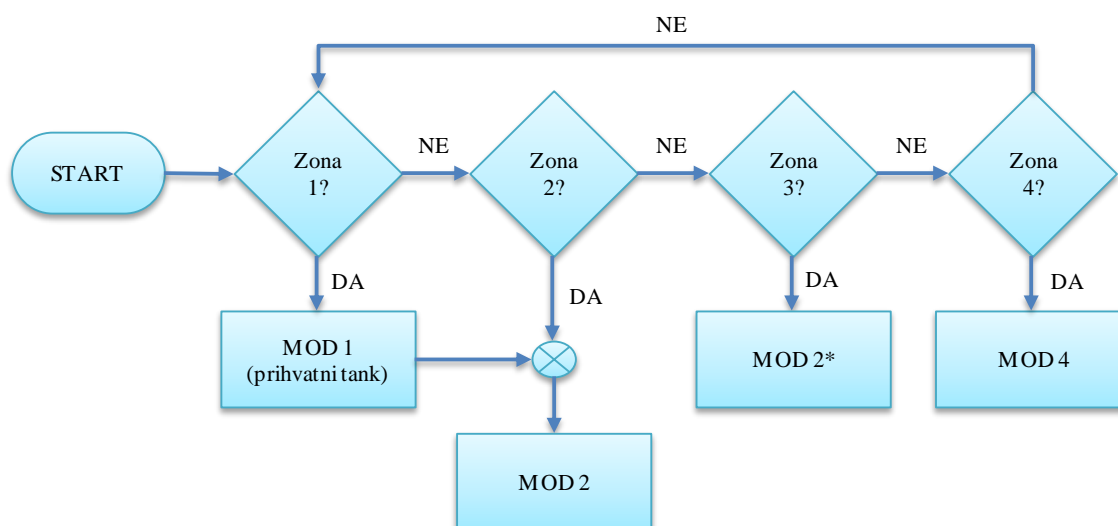 NE
START
Zona
1?
NE
Zona
2?
NE
Zona
3?
NE
Zona
4?
DA
DA
DA
DA
MOD 1
(prihvatni tank)
MOD 2*
MOD 4
MOD 2